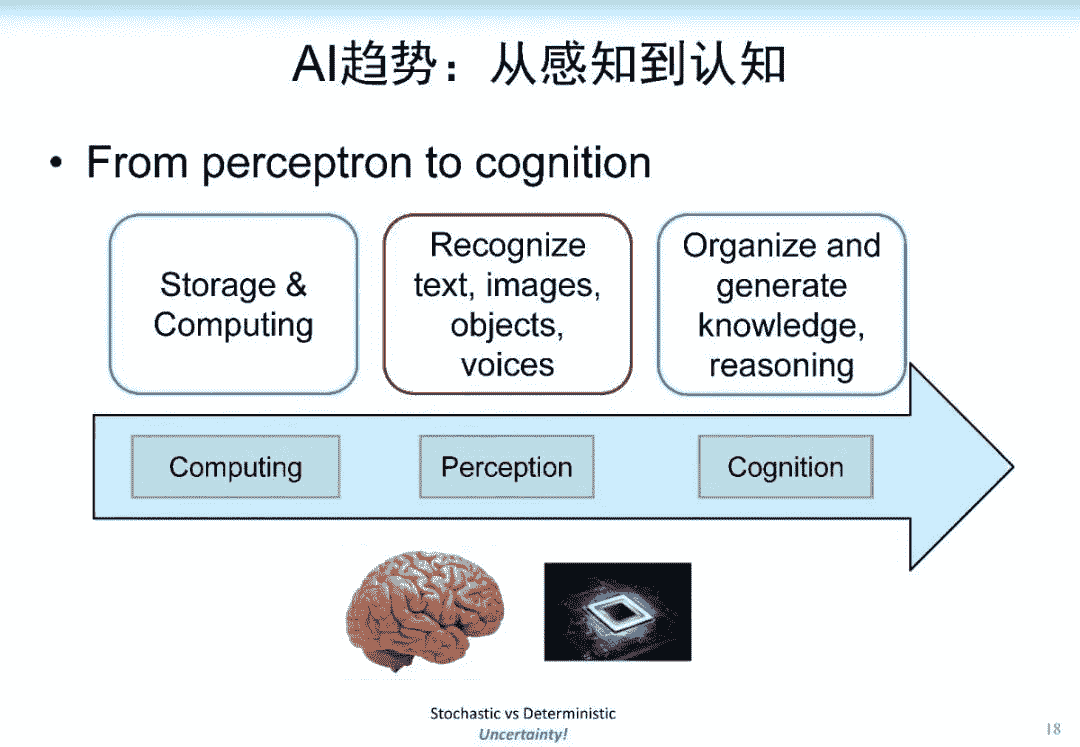 AI趋势：从感知到认知
• From perceptron to cognition
Storage &
Computing
Recognize
text, images,
objects,
voices
Organize and
generate
knowledge,
reasoning
Computing
Perception
Cognition
Stochastic vs Deterministic
Uncertainty!
18